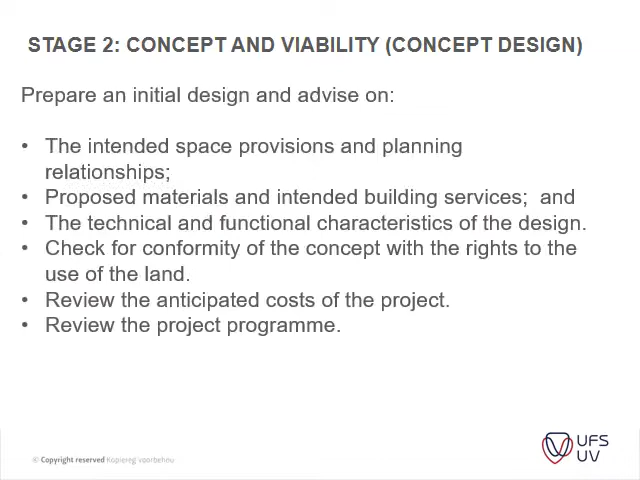 STAGE 2: CONCEPT AND VIABILITY (CONCEPT DESIGN)
Prepare an initial design and advise on:
• The intended space provisions and planning
relationships;
• Proposed materials and intended building services;  and
• The technical and functional characteristics of the design.
• Check for conformity of the concept with the rights to the
use of the land.
• Review the anticipated costs of the project.
• Review the project programme.
© Copyright reserved Kopiereg voorbehou
UFS
UV